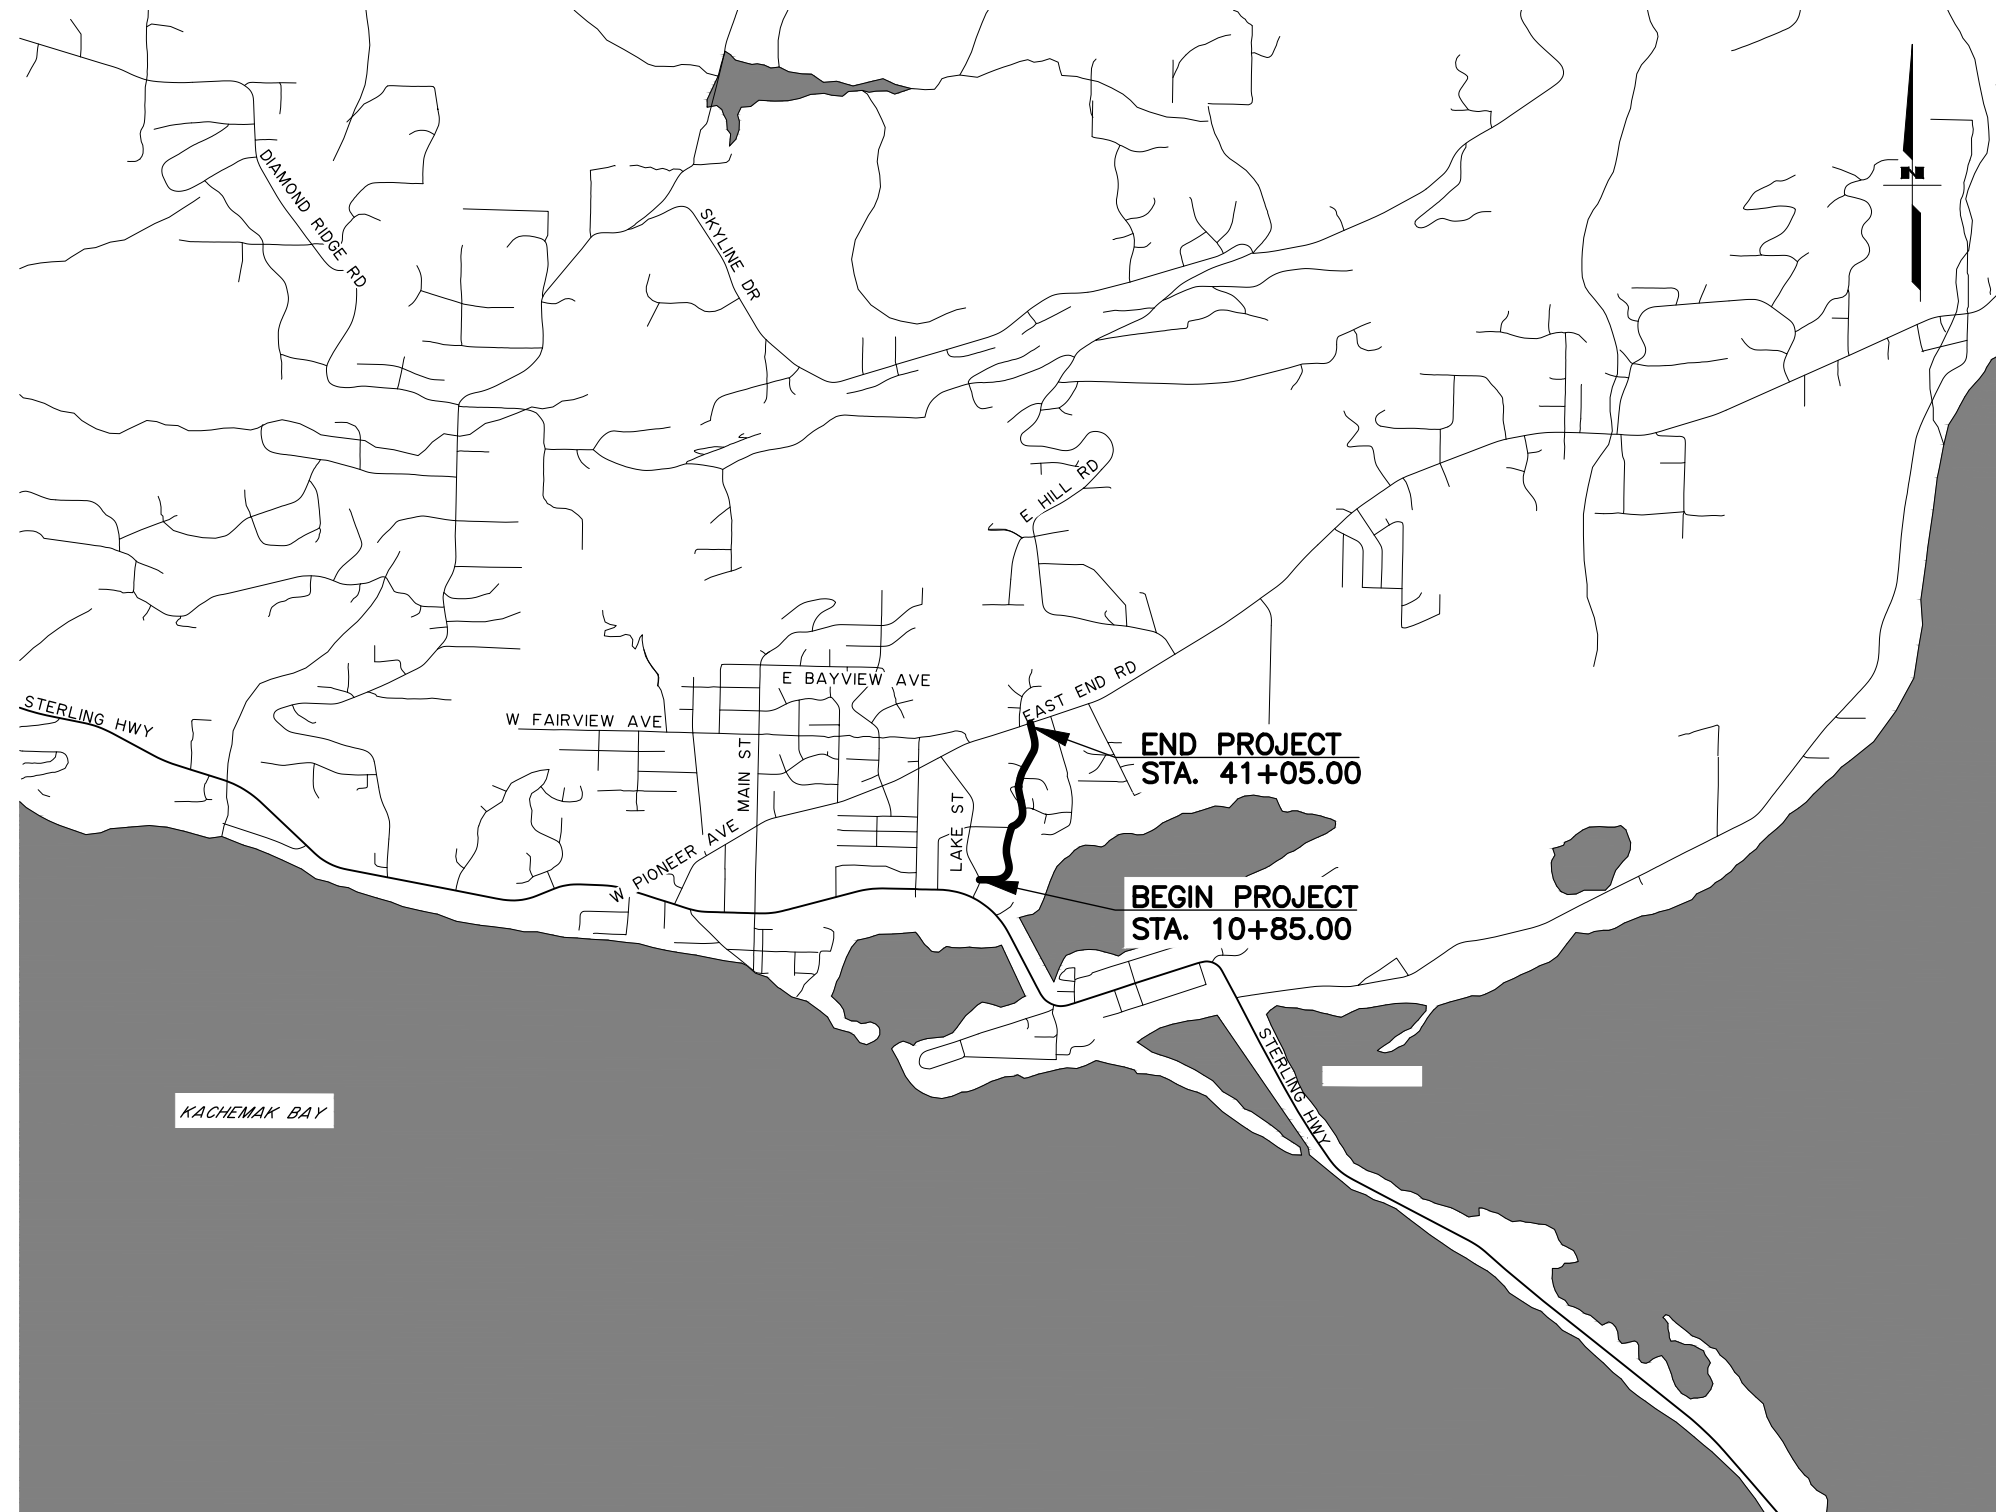 N
DIAMOND RIDGE RD
SKYLINE DR
E HILL RD
E BAYVIEW AVE
EAST END RD
STERLING HWY
W FAIRVIEW AVE
MAIN ST
END PROJECT
STA. 41+05.00
LAKE ST
W PIONEER AVE
BEGIN PROJECT
STA. 10+85.00
STERLING HWY
KACHEMAK BAY